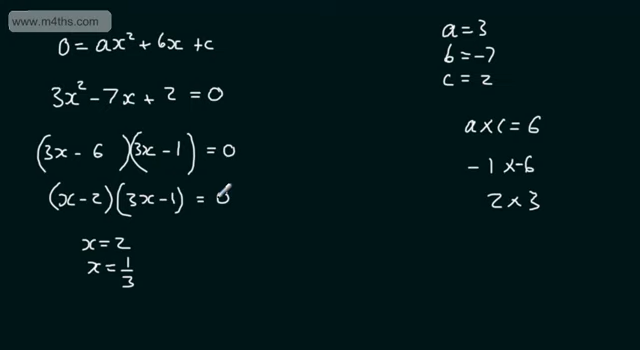 www.m4ths.com
0 = ax² + bx + c
3x² - 7x + 2 = 0
(3x - 6 )(3x - 1) = 0
(x - 2)(3x - 1) = 0
x = 2
x = 1/3
a = 3
b = -7
c = 2
a x c = 6
-1 x -6
2 x 3